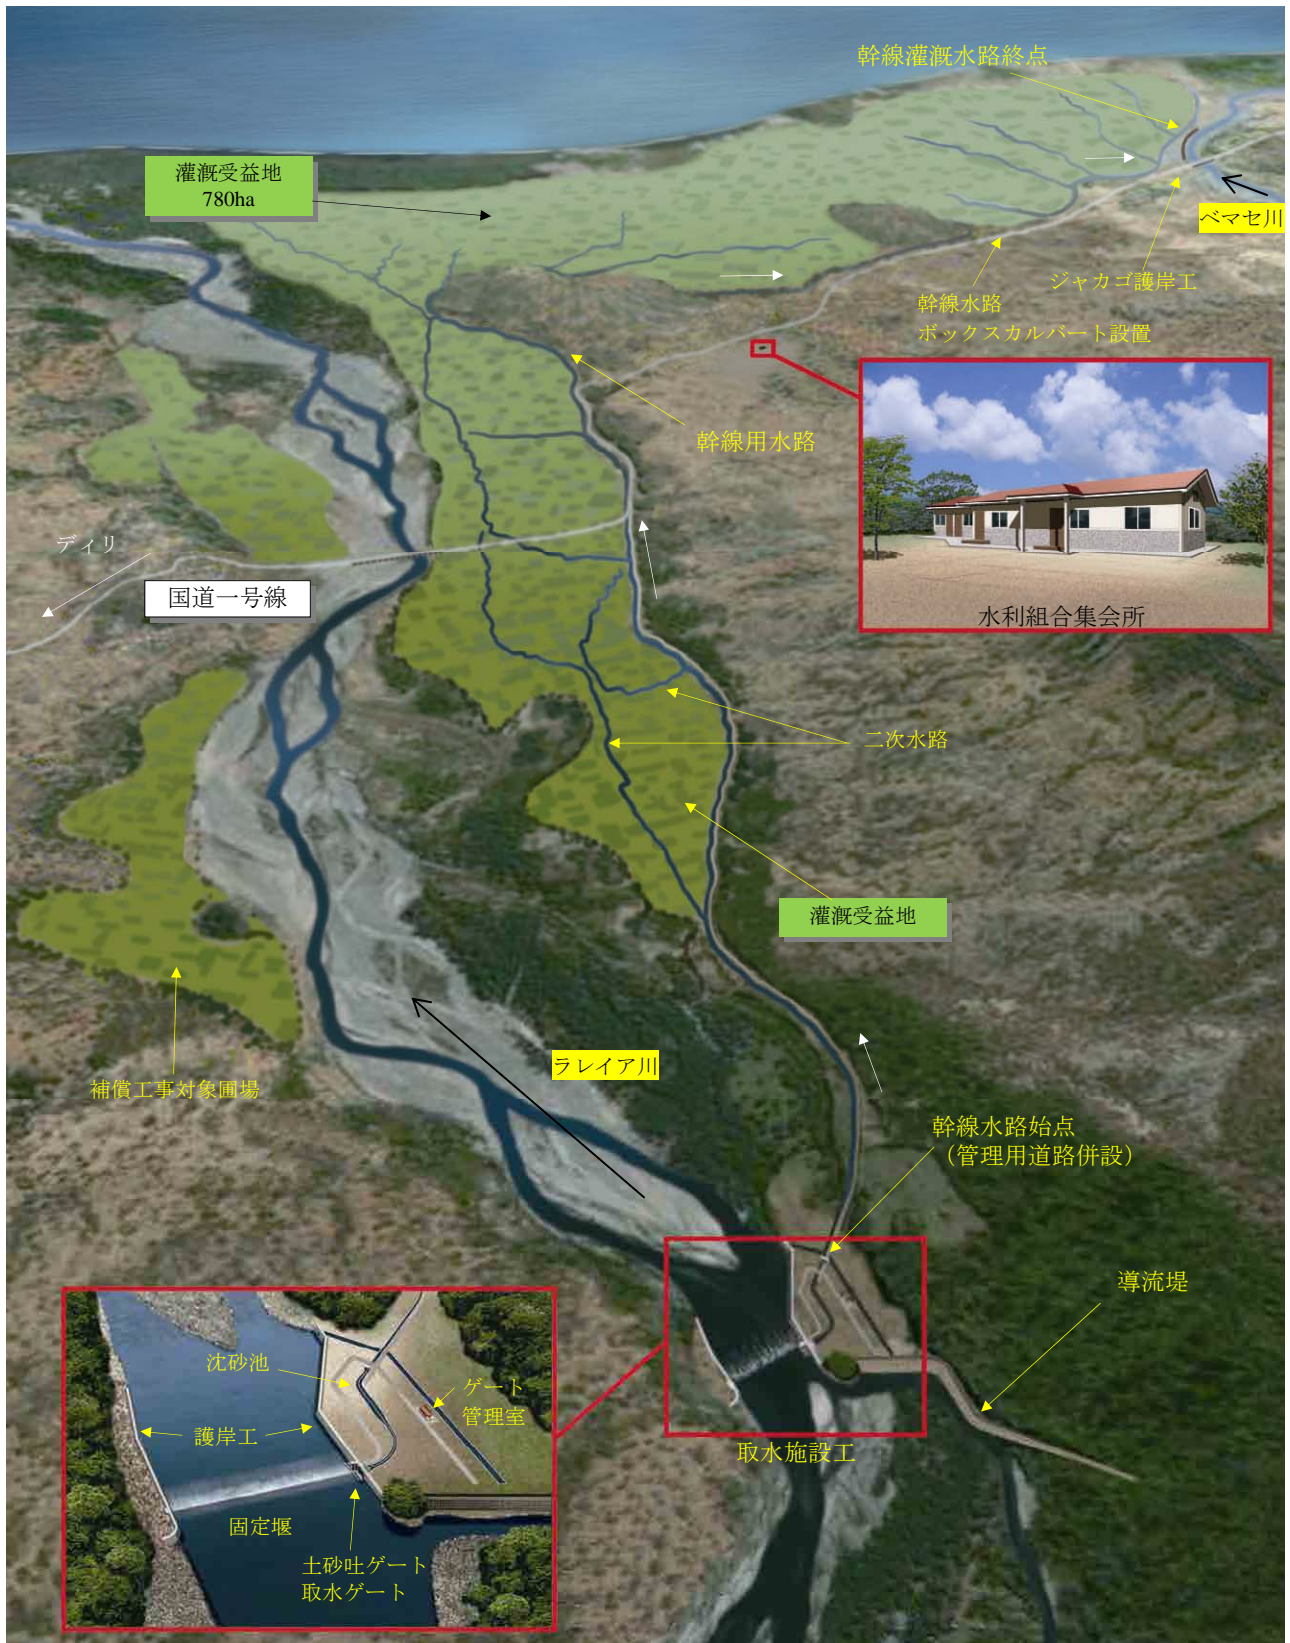 幹線灌漑水路終点
灌漑受益地
780ha
ベマセ川
ジャカゴ護岸工
幹線水路
ボックスカルバート設置
幹線用水路
ディリ
国道一号線
水利組合集会所
二次水路
灌漑受益地
ラレイア川
補償工事対象圃場
幹線水路始点
（管理用道路併設）
導流堤
取水施設工
沈砂池
ゲート
管理室
護岸工
固定堰
土砂吐ゲート
取水ゲート